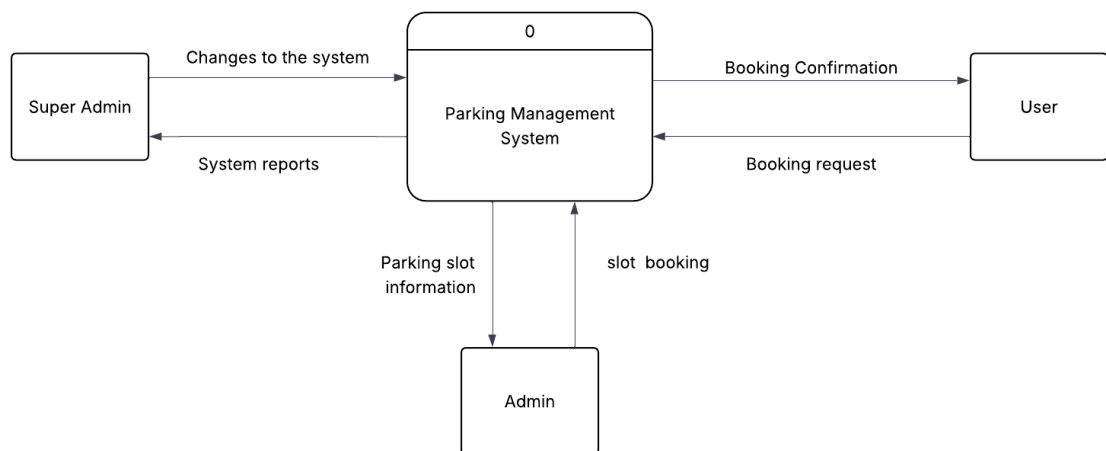 0
Changes to the system
Booking Confirmation
Super Admin
Parking Management
System
User
System reports
Booking request
Parking slot
information
slot booking
Admin